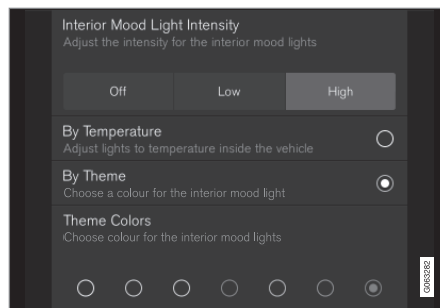 Interior Mood Light Intensity
Adjust the intensity for the interior mood lights
Off Low High
By Temperature
Adjust lights to temperature inside the vehicle
By Theme
Choose a colour for the interior mood light
Theme Colors
Choose colour for the interior mood lights
G063282